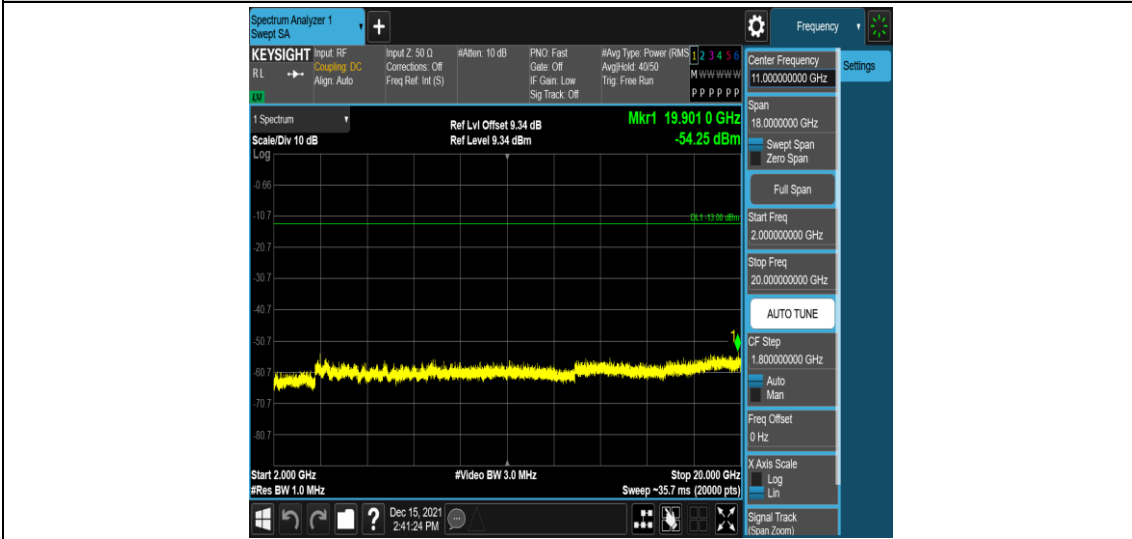 Spectrum Analyzer 1
Swept SA
+
Frequency
KEYSIGHT
RL
LM
Input: RF
Coupling: DC
Align: Auto
Input Z: 50 Ω
Corrections: Off
Freq Ref: Int (S)
#Atten: 10 dB
PNO: Fast
Gate: Off
IF Gain: Low
Sig Track: Off
#Avg Type: Power (RMS
Avg|Hold: 40/50
Trig: Free Run
1 2 3 4 5 6
M W W W W W
P P P P P P
1 Spectrum
Scale/Div 10 dB
Log
Ref Lvl Offset 9.34 dB
Ref Level 9.34 dBm
Mkr1 19.901 0 GHz
-54.25 dBm
-0.66
-10.7
DL1 -13.00 dBm
-20.7
-30.7
-40.7
-50.7
1
-60.7
-70.7
-80.7
Start 2.000 GHz
#Res BW 1.0 MHz
#Video BW 3.0 MHz
Stop 20.000 GHz
Sweep ~35.7 ms (20000 pts)
?
Dec 15, 2021
2:41:24 PM
Center Frequency
11.000000000 GHz
Settings
Span
18.0000000 GHz
Swept Span
Zero Span
Full Span
Start Freq
2.000000000 GHz
Stop Freq
20.000000000 GHz
AUTO TUNE
CF Step
1.800000000 GHz
Auto
Man
Freq Offset
0 Hz
X Axis Scale
Log
Lin
Signal Track
(Span Zoom)